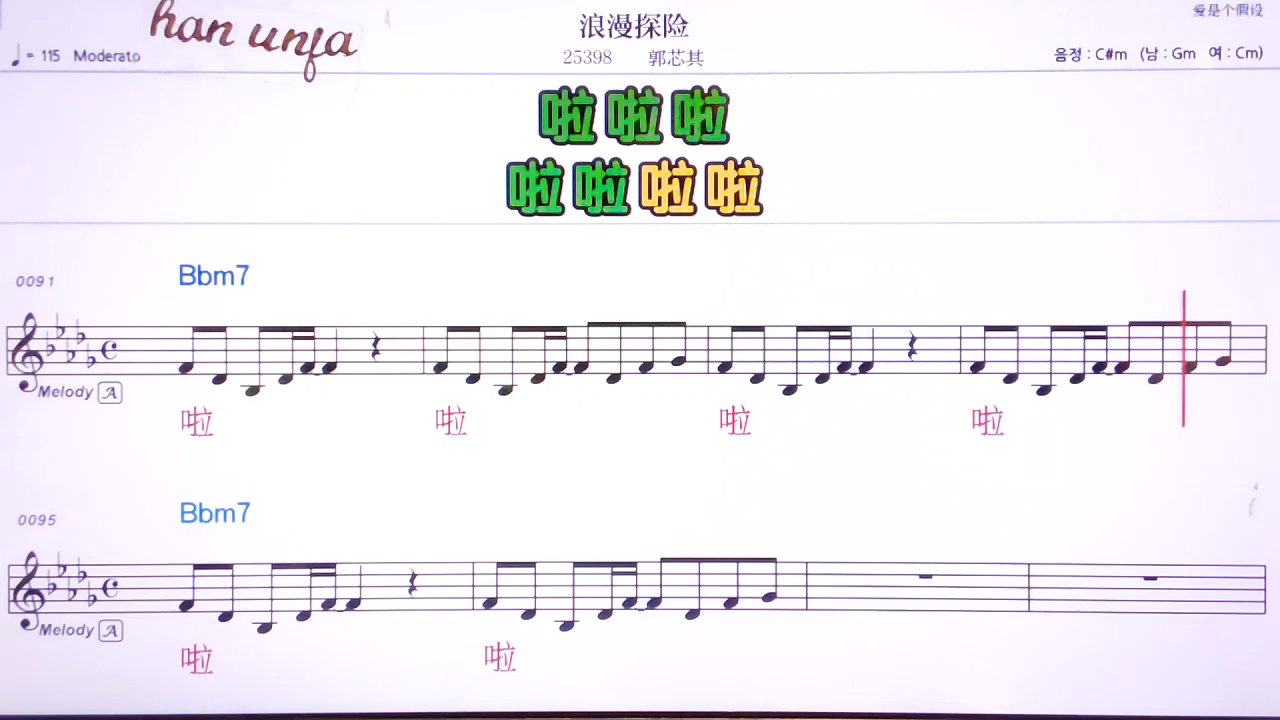 han unfa
浪漫探险
爱是个假设
♩= 115 Moderato
25398 郭芯其
음정 : C#m (남 : Gm 여 : Cm)
啦 啦 啦
啦 啦 啦 啦
0091
Bbm7
Melody A
啦 啦 啦 啦
0095
Bbm7
Melody A
啦 啦